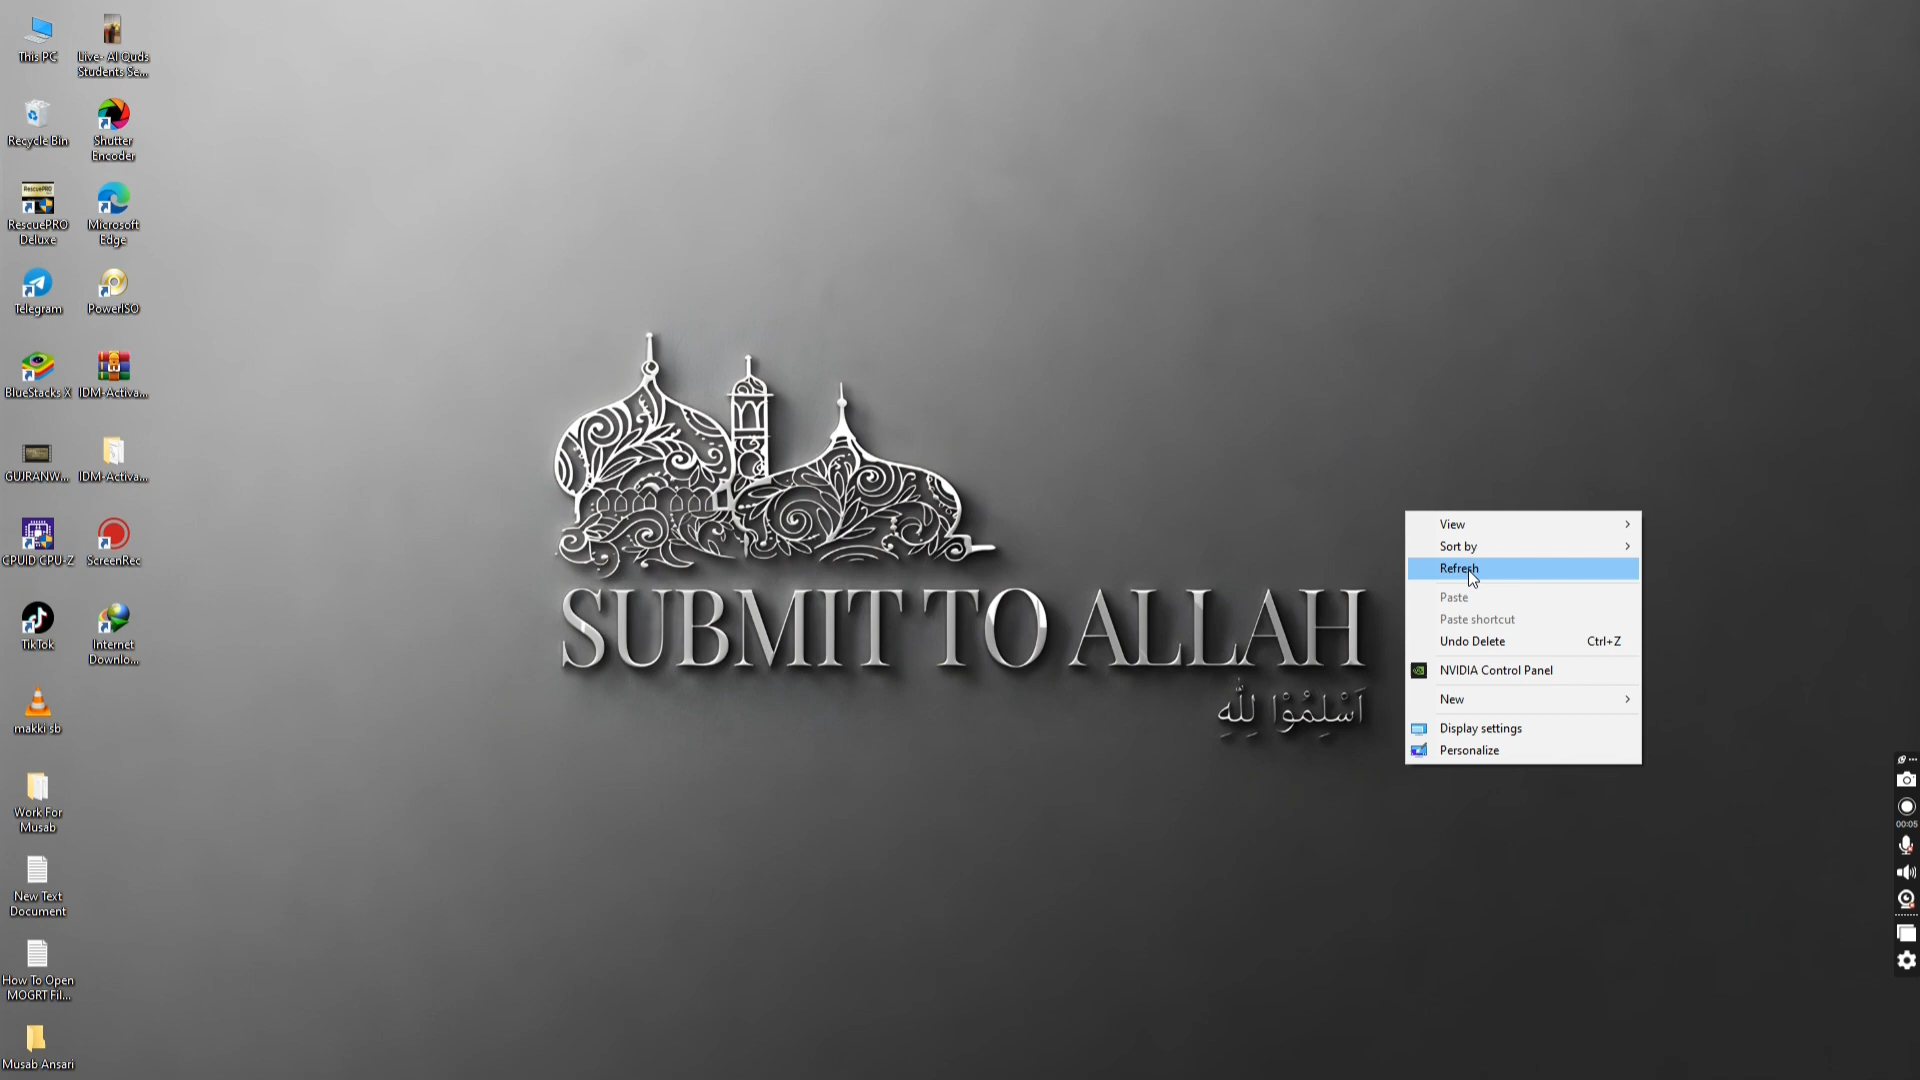 This PC
Live- Al Quds
Students Se...
Recycle Bin
Shutter
Encoder
RescuePRO
RescuePRO
Deluxe
Microsoft
Edge
Telegram
PowerISO
BlueStacks X
IDM-Activa...
GUJRANW...
IDM-Activa...
CPUID CPU-Z
ScreenRec
TikTok
Internet
Downlo...
makki sb
Work For
Musab
New Text
Document
How To Open
MOGRT Fil...
Musab Ansari
SUBMIT TO ALLAH
اَسْلِمُوْا لِلّٰهِ
View
Sort by
Refresh
Paste
Paste shortcut
Undo Delete Ctrl+Z
NVIDIA Control Panel
New
Display settings
Personalize
00:05